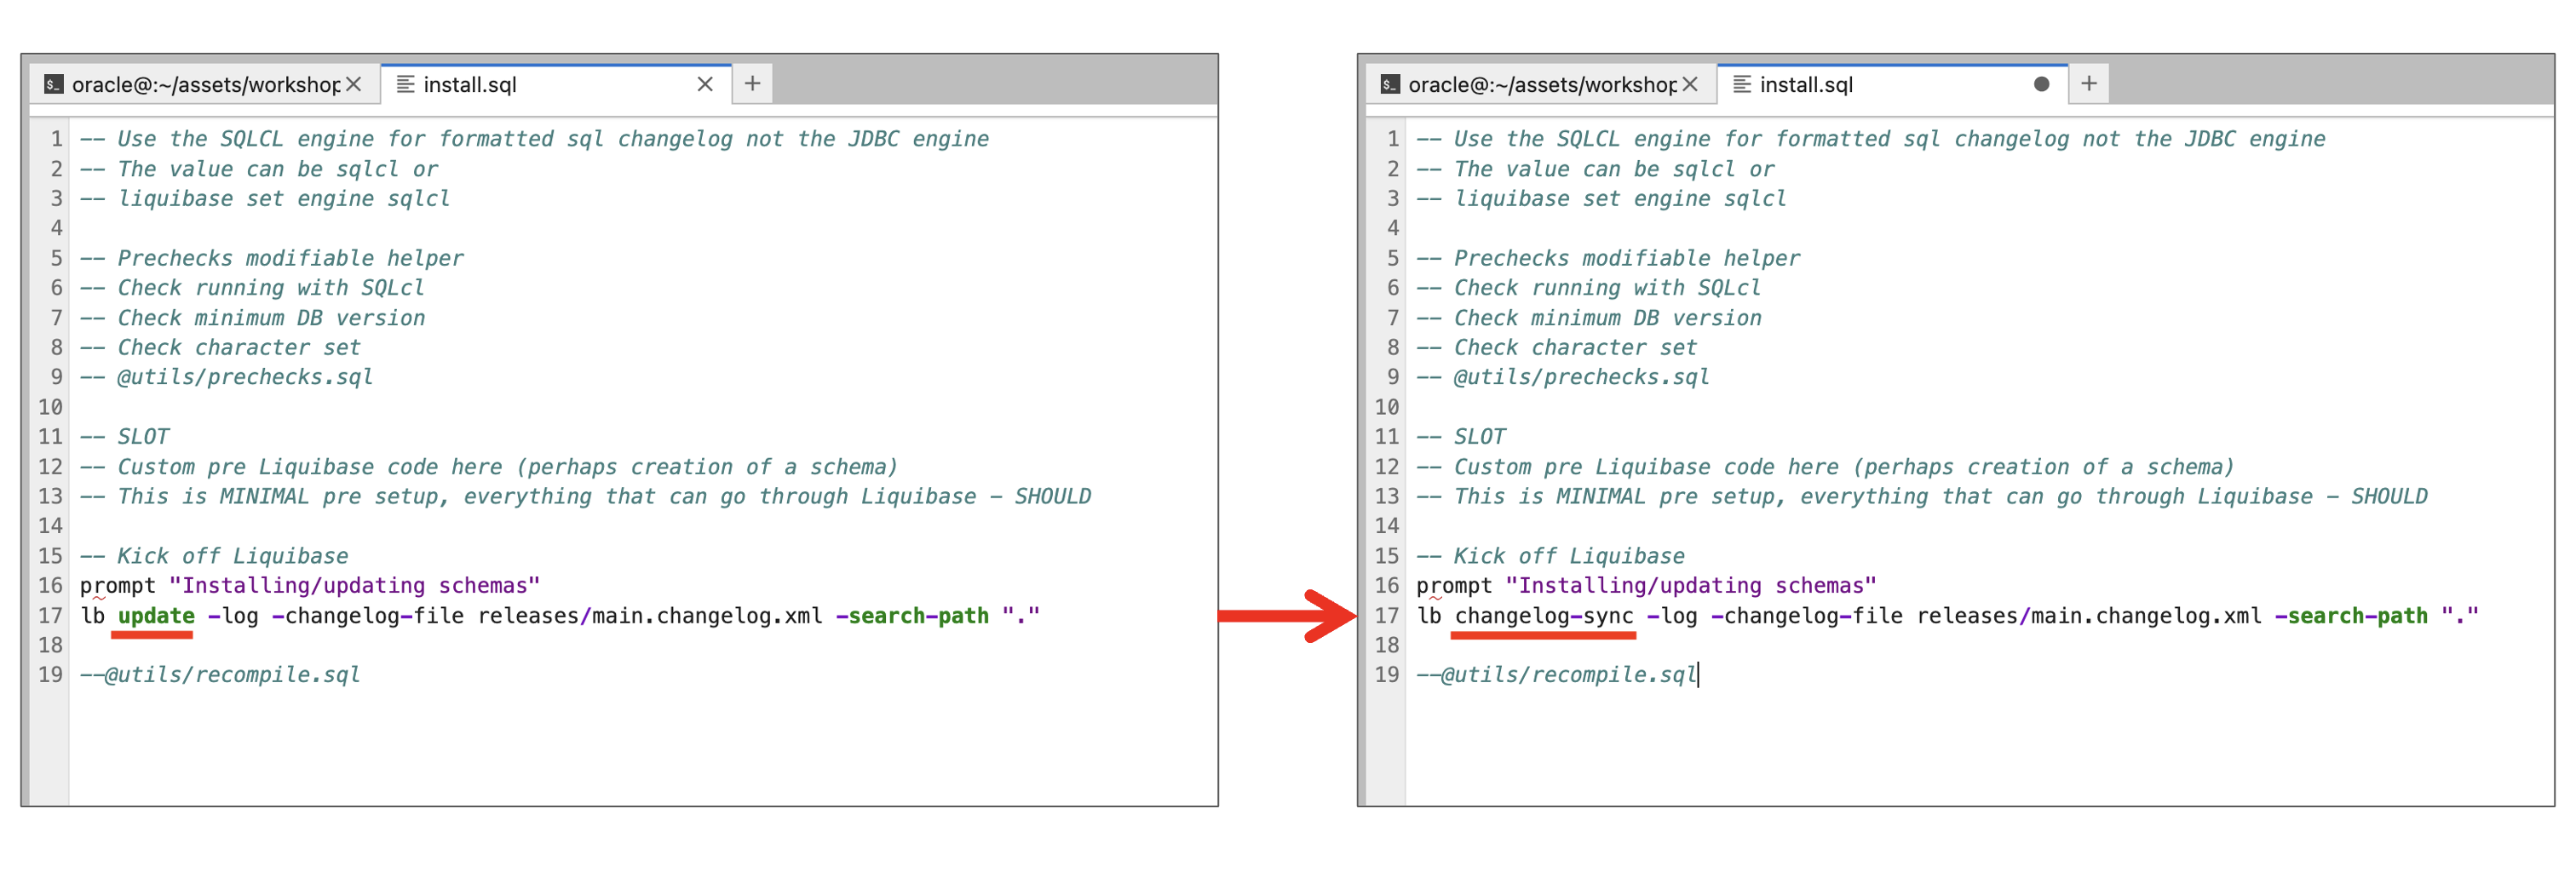 oracle@:~/assets/workshop
install.sql
1 -- Use the SQLCL engine for formatted sql changelog not the JDBC engine
2 -- The value can be sqlcl or
3 -- liquibase set engine sqlcl
4
5 -- Prechecks modifiable helper
6 -- Check running with SQLcl
7 -- Check minimum DB version
8 -- Check character set
9 -- @utils/prechecks.sql
10
11 -- SLOT
12 -- Custom pre Liquibase code here (perhaps creation of a schema)
13 -- This is MINIMAL pre setup, everything that can go through Liquibase – SHOULD
14
15 -- Kick off Liquibase
16 prompt "Installing/updating schemas"
17 lb update -log -changelog-file releases/main.changelog.xml -search-path "."
18
19 --@utils/recompile.sql
oracle@:~/assets/workshop
install.sql
1 -- Use the SQLCL engine for formatted sql changelog not the JDBC engine
2 -- The value can be sqlcl or
3 -- liquibase set engine sqlcl
4
5 -- Prechecks modifiable helper
6 -- Check running with SQLcl
7 -- Check minimum DB version
8 -- Check character set
9 -- @utils/prechecks.sql
10
11 -- SLOT
12 -- Custom pre Liquibase code here (perhaps creation of a schema)
13 -- This is MINIMAL pre setup, everything that can go through Liquibase – SHOULD
14
15 -- Kick off Liquibase
16 prompt "Installing/updating schemas"
17 lb changelog-sync -log -changelog-file releases/main.changelog.xml -search-path "."
18
19 --@utils/recompile.sql